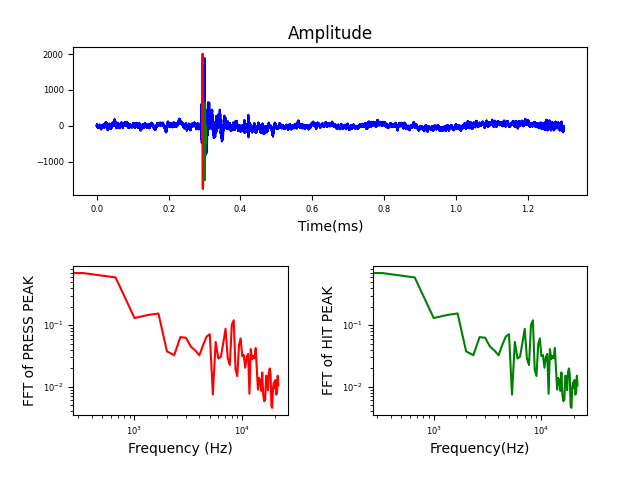 Amplitude
2000
1000
0
−1000
0.0 0.2 0.4 0.6 0.8 1.0 1.2
Time(ms)
FFT of PRESS PEAK
10⁻¹
10⁻²
10³ 10⁴
Frequency (Hz)
FFT of HIT PEAK
10⁻¹
10⁻²
10³ 10⁴
Frequency(Hz)